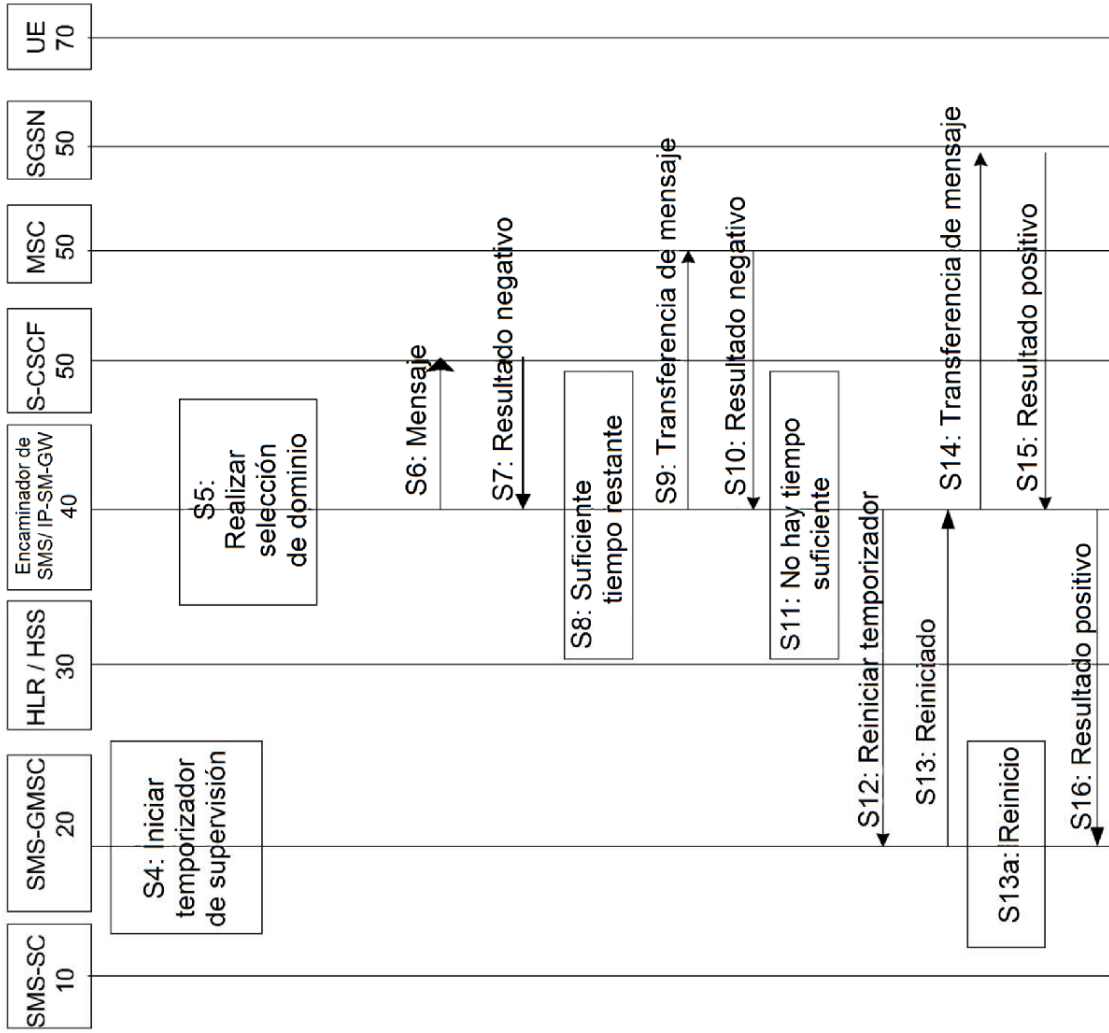 SMS-SC
10
SMS-GMSC
20
HLR / HSS
30
Encaminador de
SMS/ IP-SM-GW
40
S-CSCF
50
MSC
50
SGSN
50
UE
70
S4: Iniciar
temporizador
de supervisión
S5:
Realizar
selección
de dominio
S6: Mensaje
S7: Resultado negativo
S8: Suficiente
tiempo restante
S9: Transferencia de mensaje
S10: Resultado negativo
S11: No hay tiempo
suficiente
S12: Reiniciar temporizador
S13: Reiniciado
S13a: Reinicio
S14: Transferencia de mensaje
S15: Resultado positivo
S16: Resultado positivo